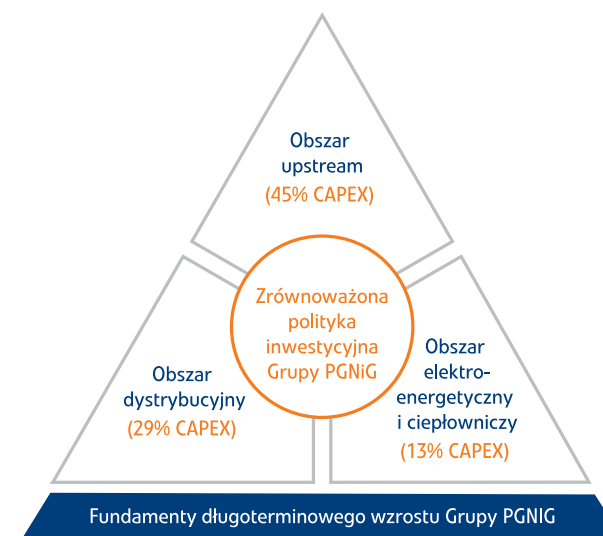 Obszar
upstream
(45% CAPEX)
Zrównoważona
polityka
inwestycyjna
Grupy PGNiG
Obszar
dystrybucyjny
(29% CAPEX)
Obszar
elektro-
energetyczny
i ciepłowniczy
(13% CAPEX)
Fundamenty długoterminowego wzrostu Grupy PGNIG